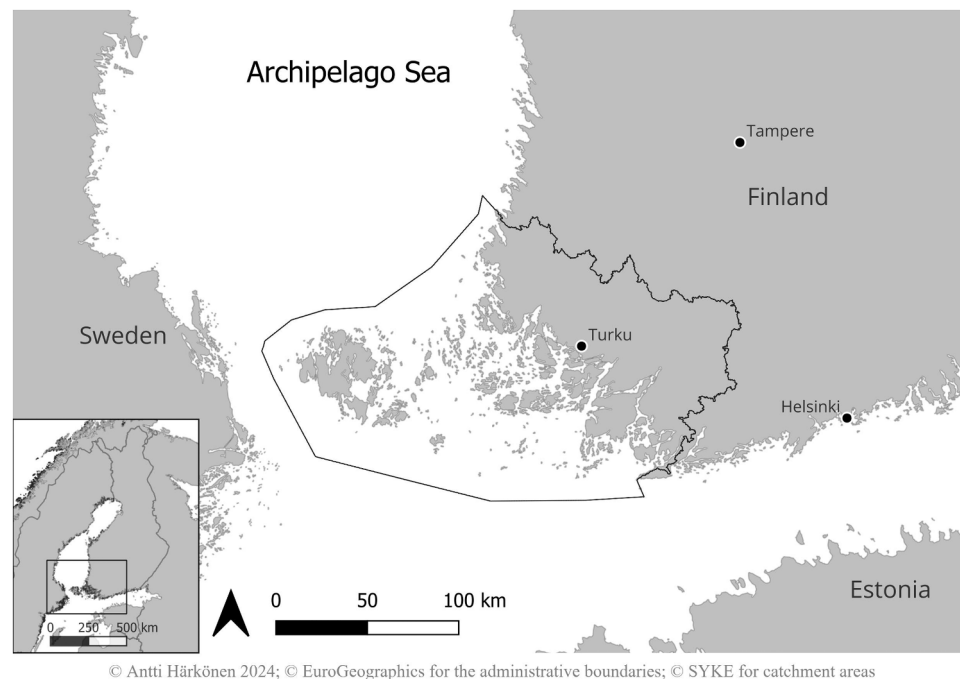 Archipelago Sea
Tampere
Finland
Sweden
Turku
Helsinki
Estonia
0 50 100 km
0 250 500 km
© Antti Härkönen 2024; © EuroGeographics for the administrative boundaries; © SYKE for catchment areas